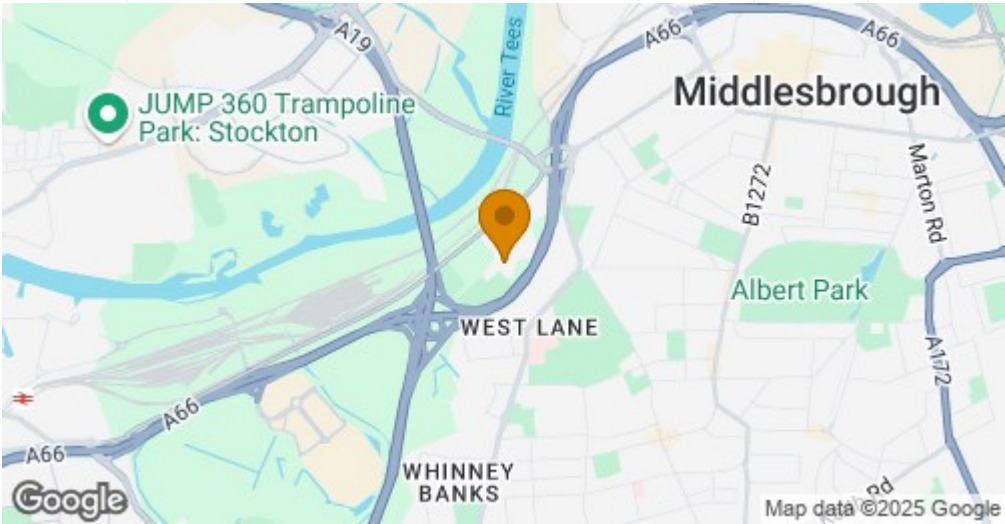 A19
River Tees
A66
A66
Middlesbrough
JUMP 360 Trampoline
Park: Stockton
B1272
Marton Rd
Albert Park
WEST LANE
A172
A66
A66
WHINNEY
BANKS
Rd
Google
Map data ©2025 Google